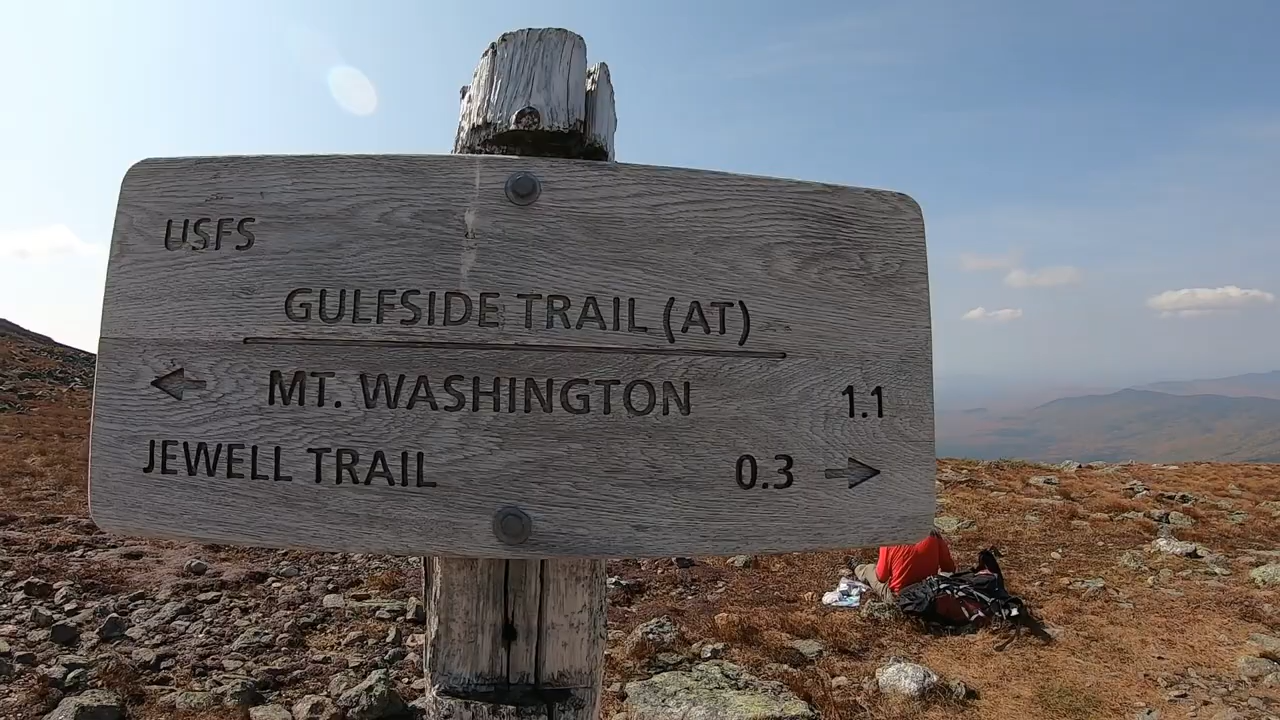 USFS
GULFSIDE TRAIL (AT)
MT. WASHINGTON 1.1
JEWELL TRAIL 0.3